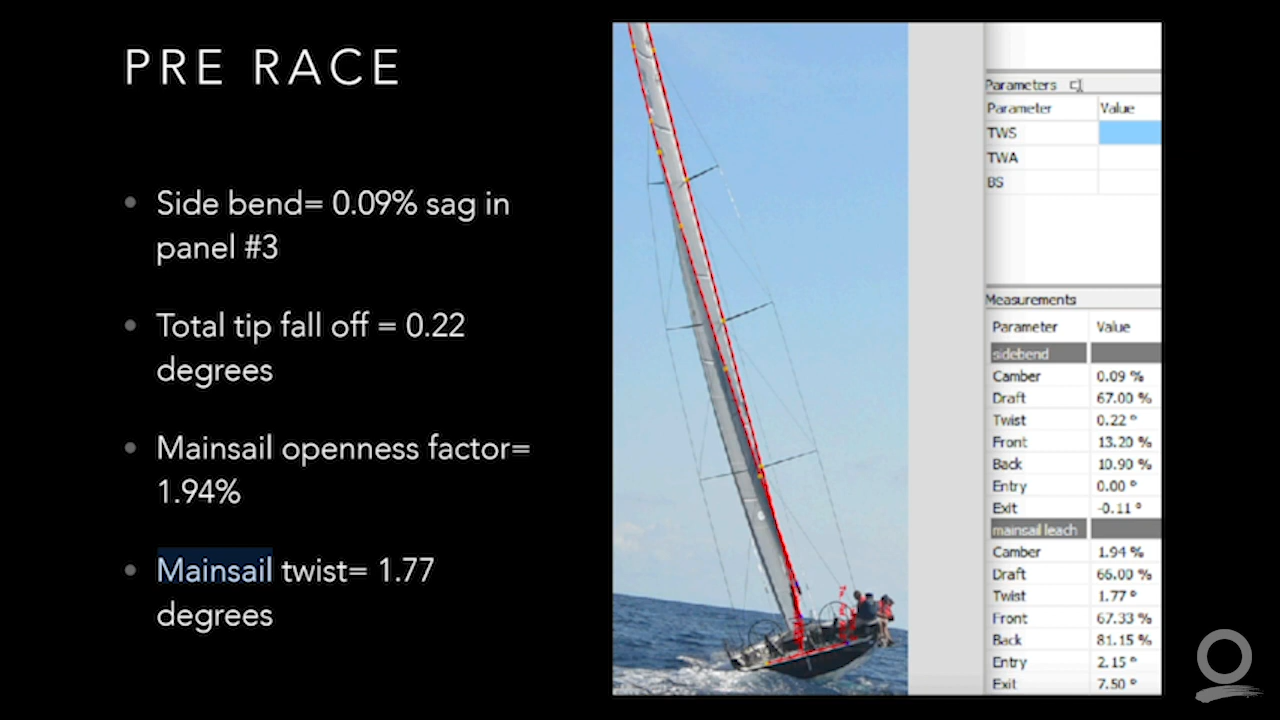 PRE RACE
Side bend= 0.09% sag in
panel #3
Total tip fall off = 0.22
degrees
Mainsail openness factor=
1.94%
Mainsail twist= 1.77
degrees
Parameters
Parameter Value
TWS
TWA
BS
Measurements
Parameter Value
sidebend
Camber 0.09 %
Draft 67.00 %
Twist 0.22 °
Front 13.20 %
Back 10.90 %
Entry 0.00 °
Exit -0.11 °
mainsail leach
Camber 1.94 %
Draft 66.00 %
Twist 1.77 °
Front 67.33 %
Back 81.15 %
Entry 2.15 °
Exit 7.50 °